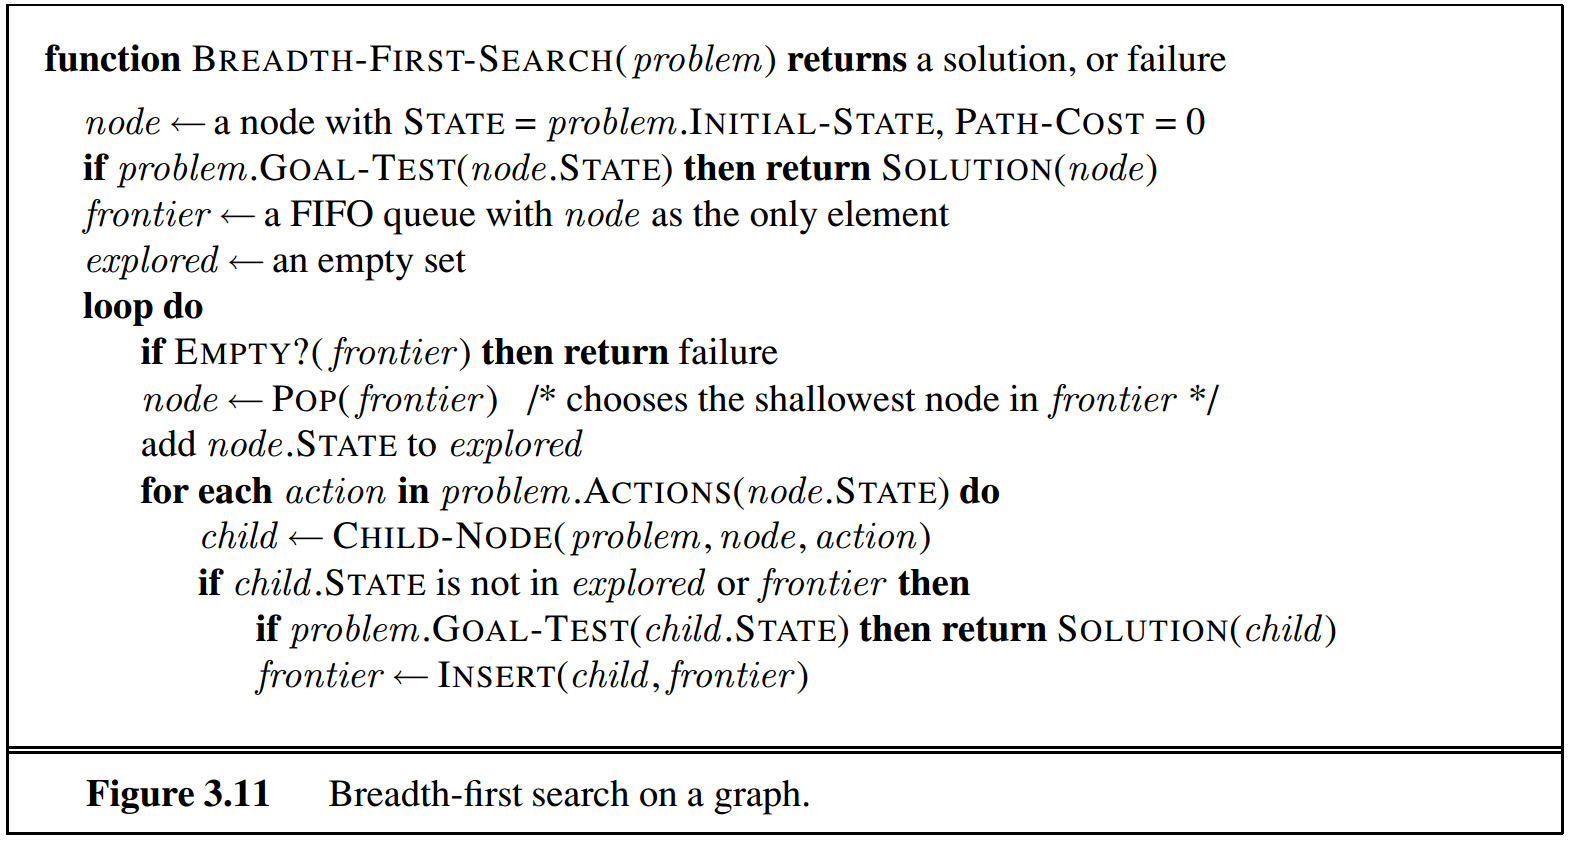 function BREADTH-FIRST-SEARCH(problem) returns a solution, or failure
node ← a node with STATE = problem.INITIAL-STATE, PATH-COST = 0
if problem.GOAL-TEST(node.STATE) then return SOLUTION(node)
frontier ← a FIFO queue with node as the only element
explored ← an empty set
loop do
if EMPTY?(frontier) then return failure
node ← POP(frontier) /* chooses the shallowest node in frontier */
add node.STATE to explored
for each action in problem.ACTIONS(node.STATE) do
child ← CHILD-NODE(problem, node, action)
if child.STATE is not in explored or frontier then
if problem.GOAL-TEST(child.STATE) then return SOLUTION(child)
frontier ← INSERT(child, frontier)
Figure 3.11 Breadth-first search on a graph.